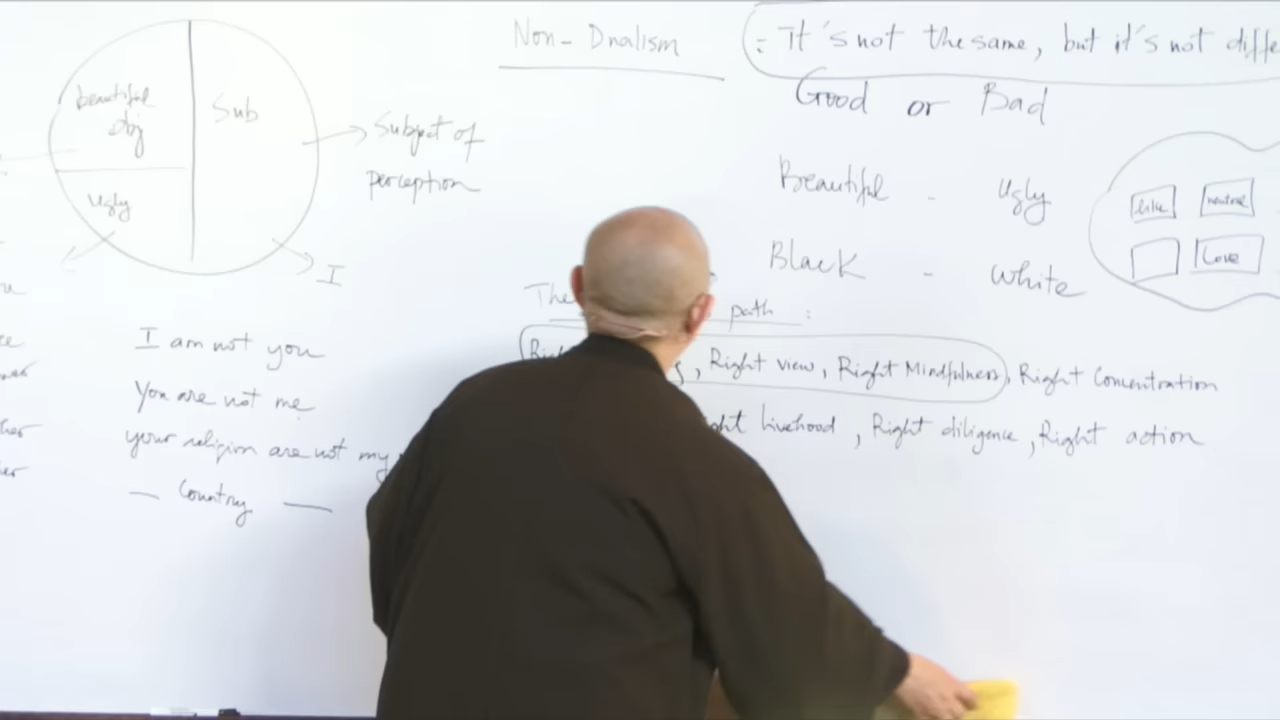 Non-Dualism
: It's not the same, but it's not diffe
Good or Bad
Beautiful - Ugly
Black - white
beautiful
obj
Sub
Ugly
Subject of
perception
I
like
neutral
Love
The path :
Right view, Right Mindfulness, Right Concentration
Livehood, Right diligence, Right action
I am not you
You are not me
your religion are not my
— Country —